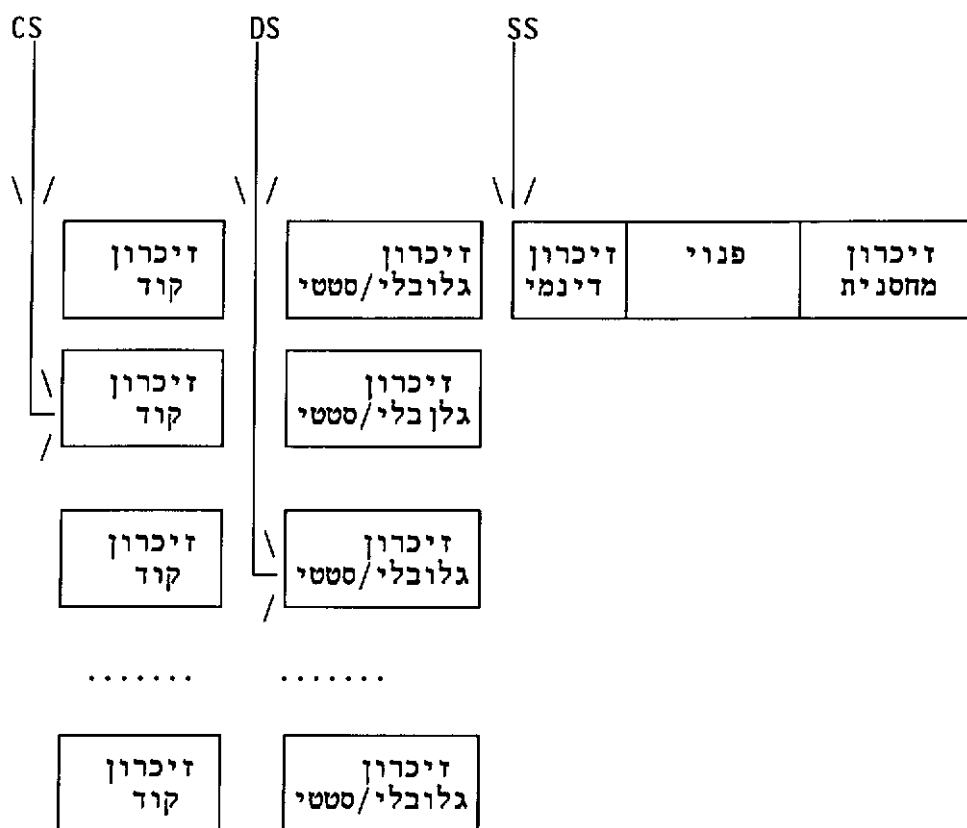 CS DS SS
זיכרון
קוד
זיכרון
גלובלי/סטטי
זיכרון
דינמי
פנוי
זיכרון
מחסנית
זיכרון
קוד
זיכרון
גלן בלי/סטטי
זיכרון
קוד
זיכרון
גלובלי/סטטי
....... .......
זיכרון
קוד
זיכרון
גלובלי/סטטי